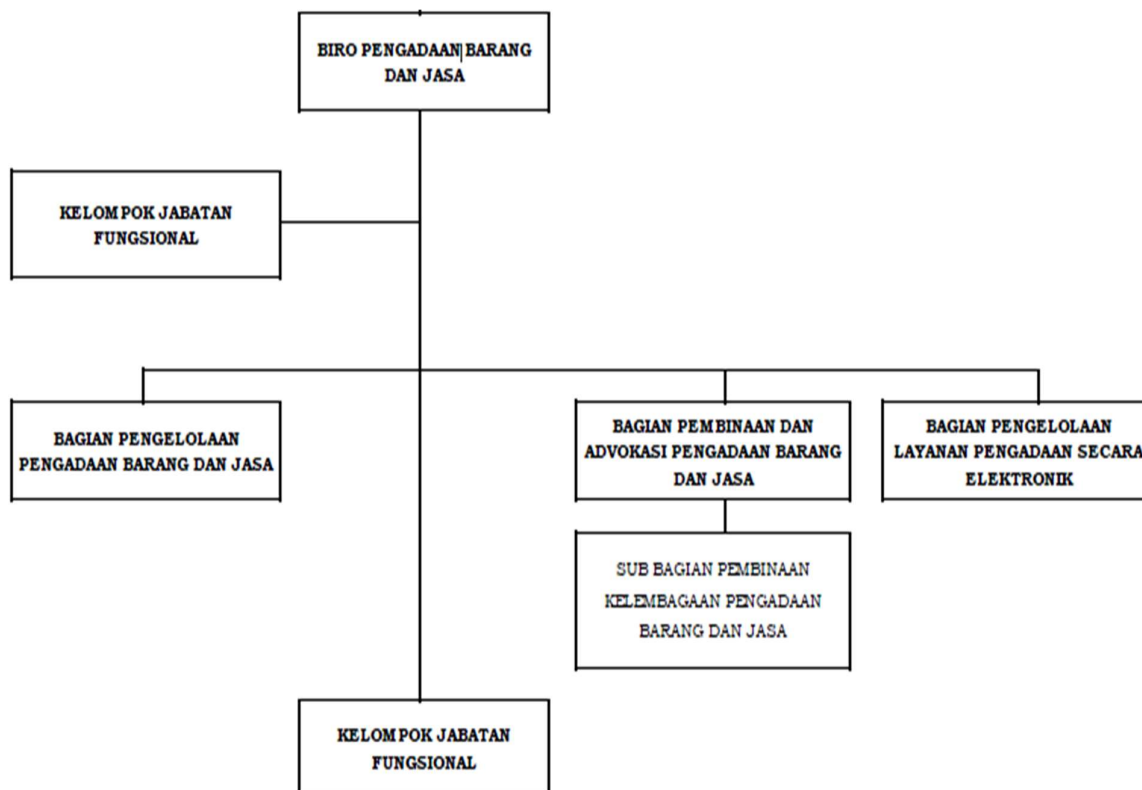 BIRO PENGADAAN BARANG
DAN JASA
KELOMPOK JABATAN
FUNGSIONAL
BAGIAN PENGELOLAAN
PENGADAAN BARANG DAN JASA
BAGIAN PEMBINAAN DAN
ADVOKASI PENGADAAN BARANG
DAN JASA
BAGIAN PENGELOLAAN
LAYANAN PENGADAAN SECARA
ELEKTRONIK
SUB BAGIAN PEMBINAAN
KELEMBAGAAN PENGADAAN
BARANG DAN JASA
KELOMPOK JABATAN
FUNGSIONAL